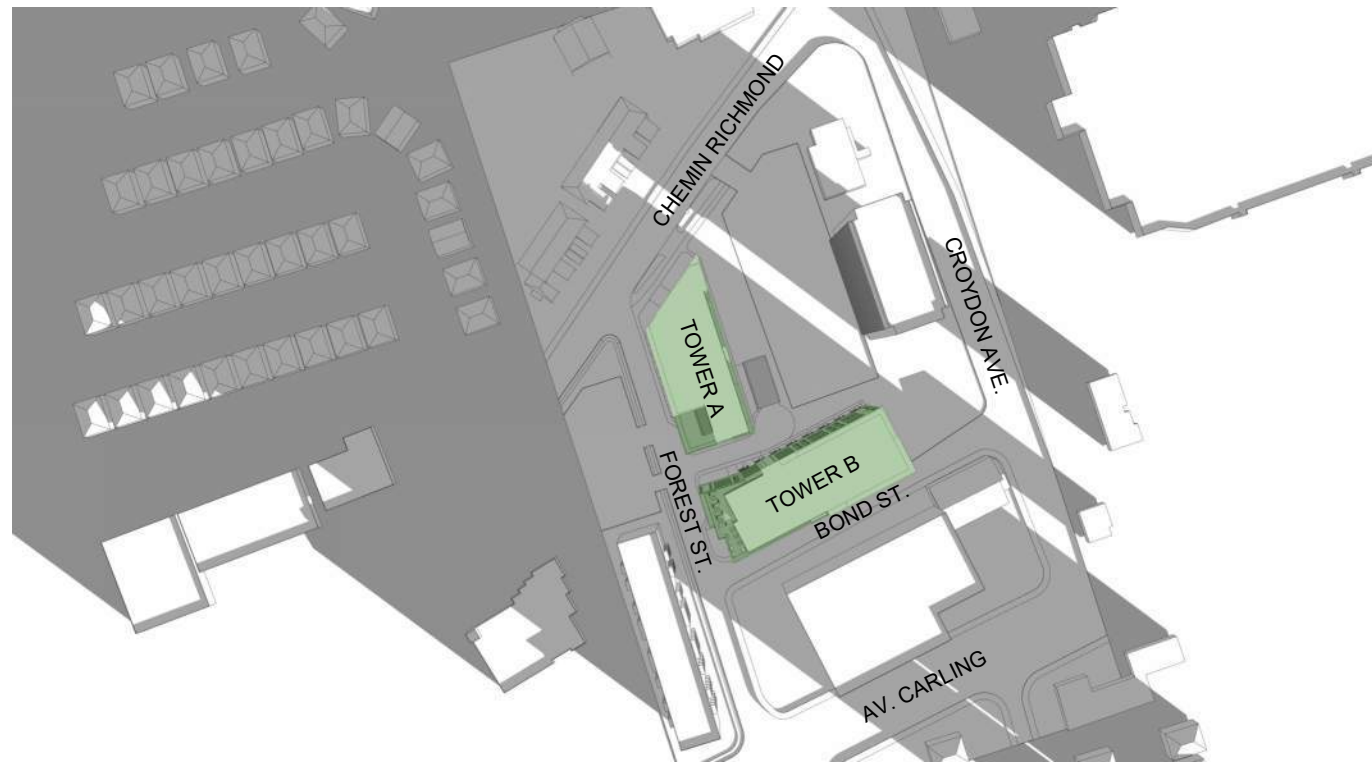 CHEMIN RICHMOND
CROYDON AVE.
TOWER A
TOWER B
FOREST ST.
BOND ST.
AV. CARLING